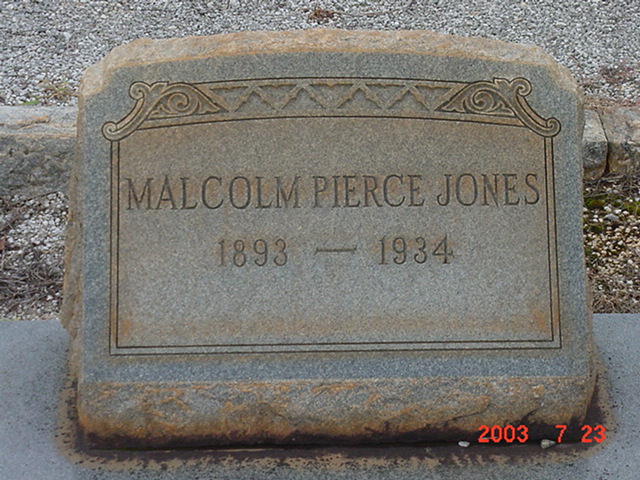 MALCOLM PIERCE JONES
1893 — 1934
2003 7 23